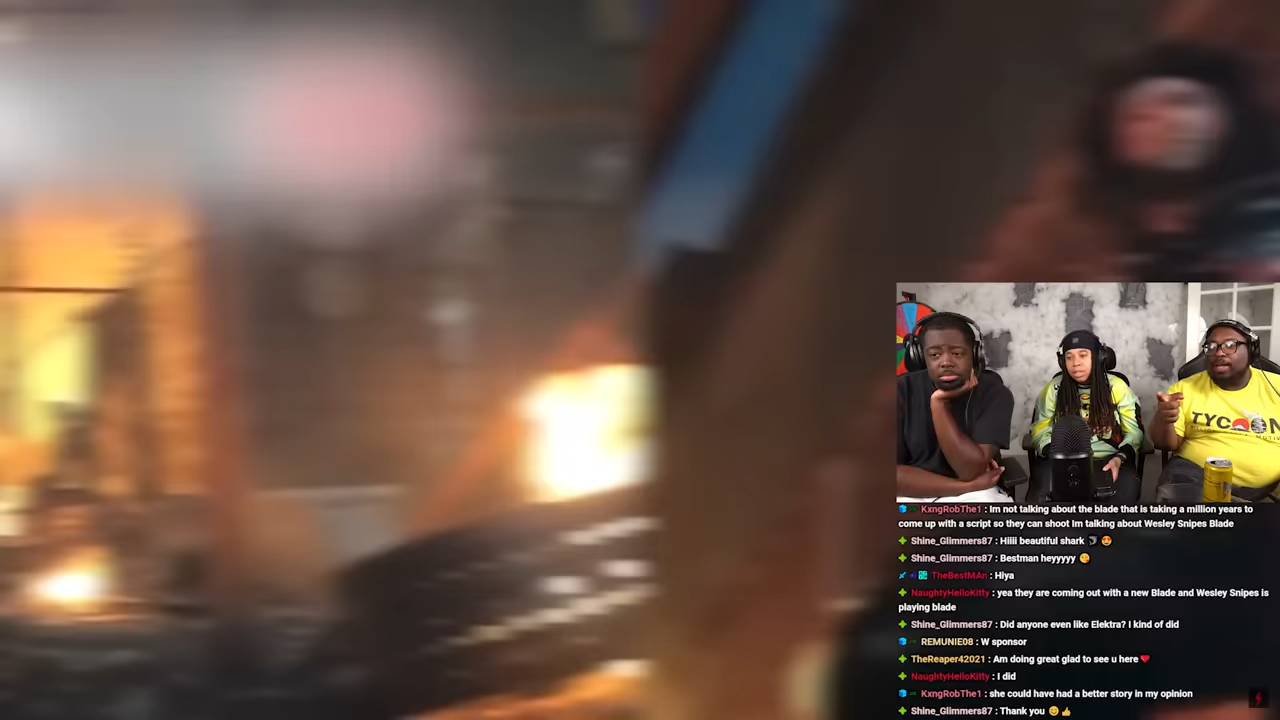 TYCOON
KxngRobThe1 : Im not talking about the blade that is taking a million years to
come up with a script so they can shoot Im talking about Wesley Snipes Blade
Shine_Glimmers87 : Hiiii beautiful shark
Shine_Glimmers87 : Bestman heyyyyy
TheBestMAn : Hiya
NaughtyHelloKitty : yea they are coming out with a new Blade and Wesley Snipes is
playing blade
Shine_Glimmers87 : Did anyone even like Elektra? I kind of did
REMUNIE08 : W sponsor
TheReaper42021 : Am doing great glad to see u here
NaughtyHelloKitty : I did
KxngRobThe1 : she could have had a better story in my opinion
Shine_Glimmers87 : Thank you